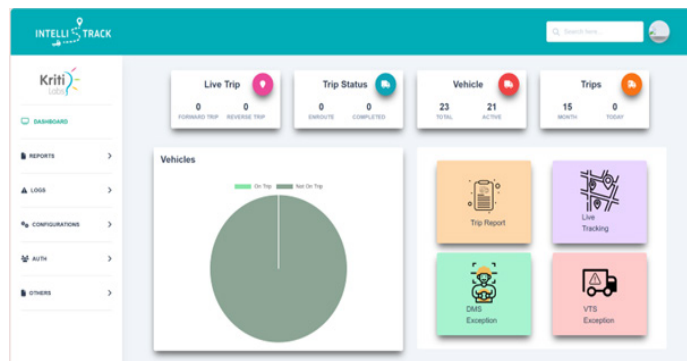 INTELLI TRACK
Search here...
Kriti
Labs
DASHBOARD
REPORTS
LOGS
CONFIGURATIONS
AUTH
OTHERS
Live Trip
0 0
FORWARD TRIP REVERSE TRIP
Trip Status
0 0
ENROUTE COMPLETED
Vehicle
23 21
TOTAL ACTIVE
Trips
15 0
MONTH TODAY
Vehicles
On Trip Not On Trip
Trip Report
Live
Tracking
DMS
Exception
VTS
Exception